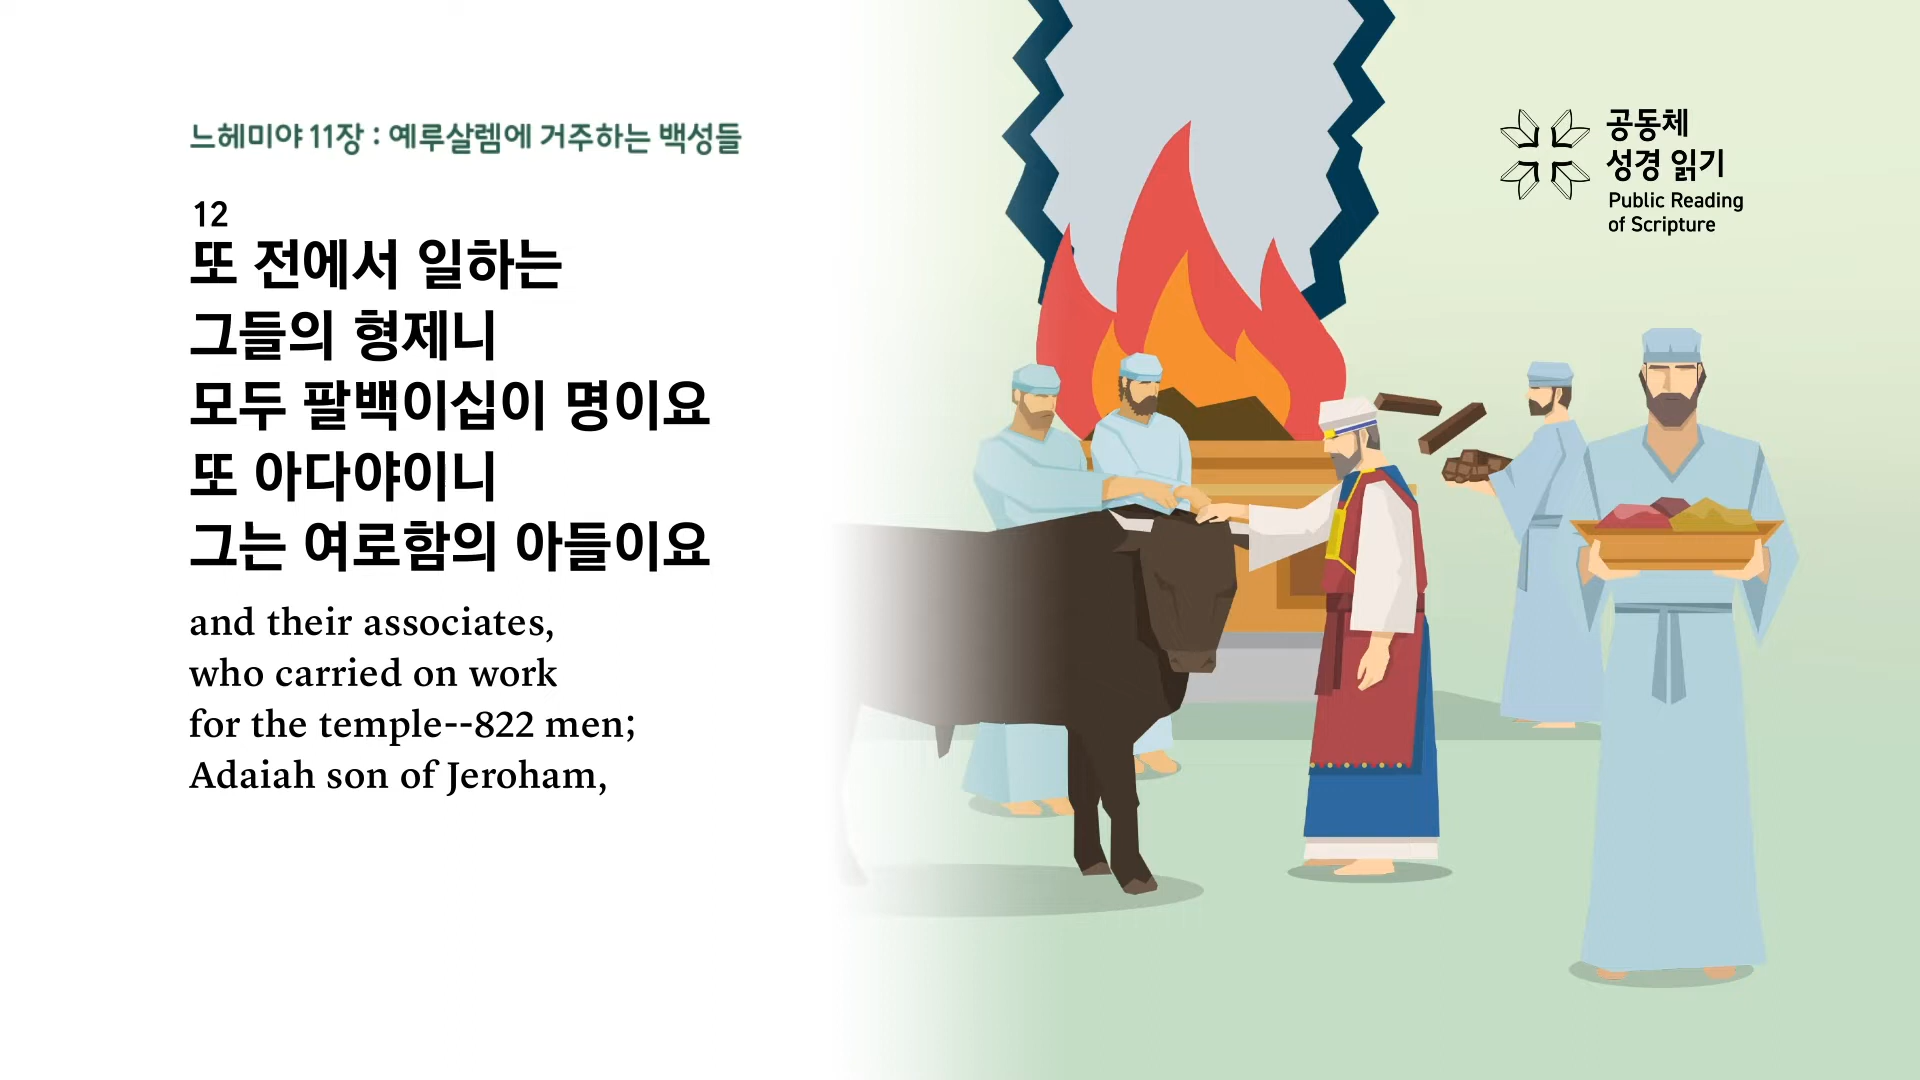 느헤미야 11장 : 예루살렘에 거주하는 백성들
12
또 전에서 일하는
그들의 형제니
모두 팔백이십이 명이요
또 아다야이니
그는 여로함의 아들이요
and their associates,
who carried on work
for the temple--822 men;
Adaiah son of Jeroham,
공동체
성경 읽기
Public Reading
of Scripture